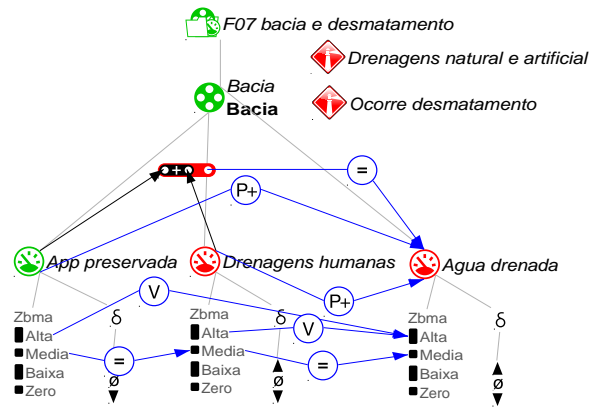 F07 bacia e desmatamento
Drenagens natural e artificial
Bacia
Bacia
Ocorre desmatamento
+ -
=
P+
App preservada
Drenagens humanas
Agua drenada
P+
Zbma
δ
Alta
Media
Baixa
Zero
ø
V
=
Zbma
δ
Alta
Media
Baixa
Zero
ø
V
=
Zbma
δ
Alta
Media
Baixa
Zero
ø